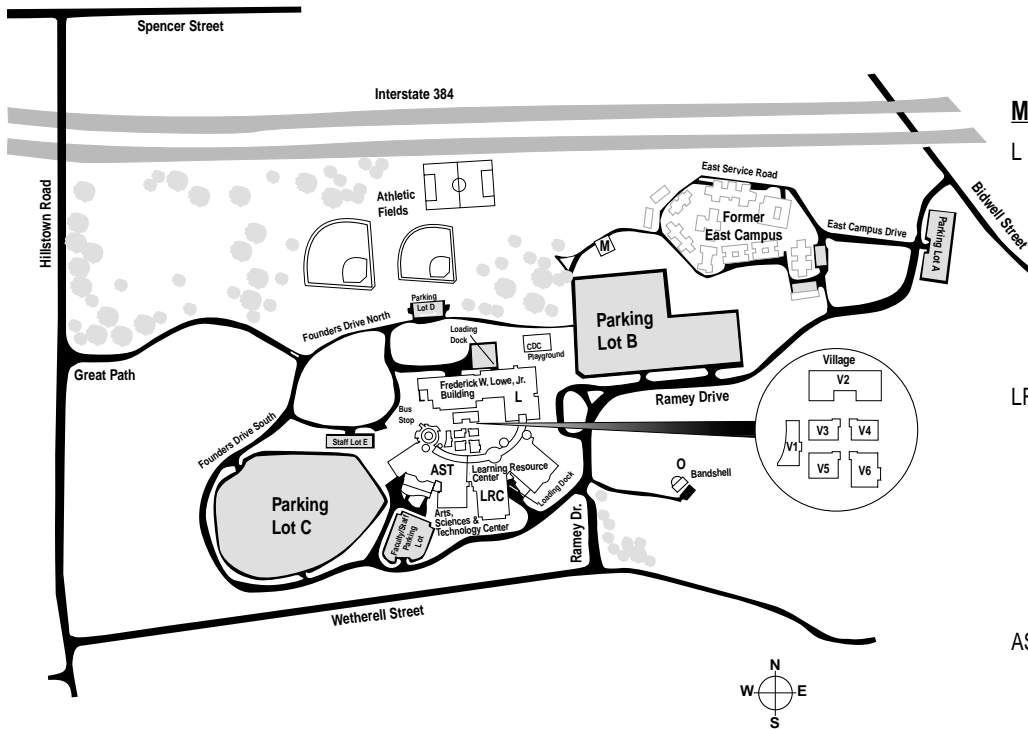 Spencer Street
Interstate 384
M
L
Hillstown Road
Athletic
Fields
East Service Road
Former
East Campus
East Campus Drive
Bidwell Street
Parking Lot A
M
Parking
Lot D
Founders Drive North
Loading
Dock
CDC
Playground
Parking
Lot B
Great Path
Frederick W. Lowe, Jr.
Building
L
Ramey Drive
Village
V2
V1
V3
V4
V5
V6
LR
Bus
Stop
Founders Drive South
Staff Lot E
AST
Learning Resource
Center
LRC
Loading Dock
O
Bandshell
Parking
Lot C
Arts,
Sciences &
Technology Center
Faculty/Staff
Parking
Lot
Ramey Dr.
Wetherell Street
AS
N
W
E
S